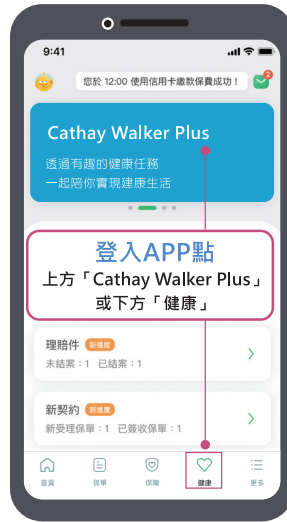 9:41
您於 12:00 使用信用卡繳款保費成功！
2
Cathay Walker Plus
透過有趣的健康任務
一起陪你實現建康生活
登入APP點
上方「Cathay Walker Plus」
或下方「健康」
理賠件 新進度
未結案：1 已結案：1
新契約 新進度
新受理保單：1 已簽收保單：1
首頁 保單 保障 健康 更多